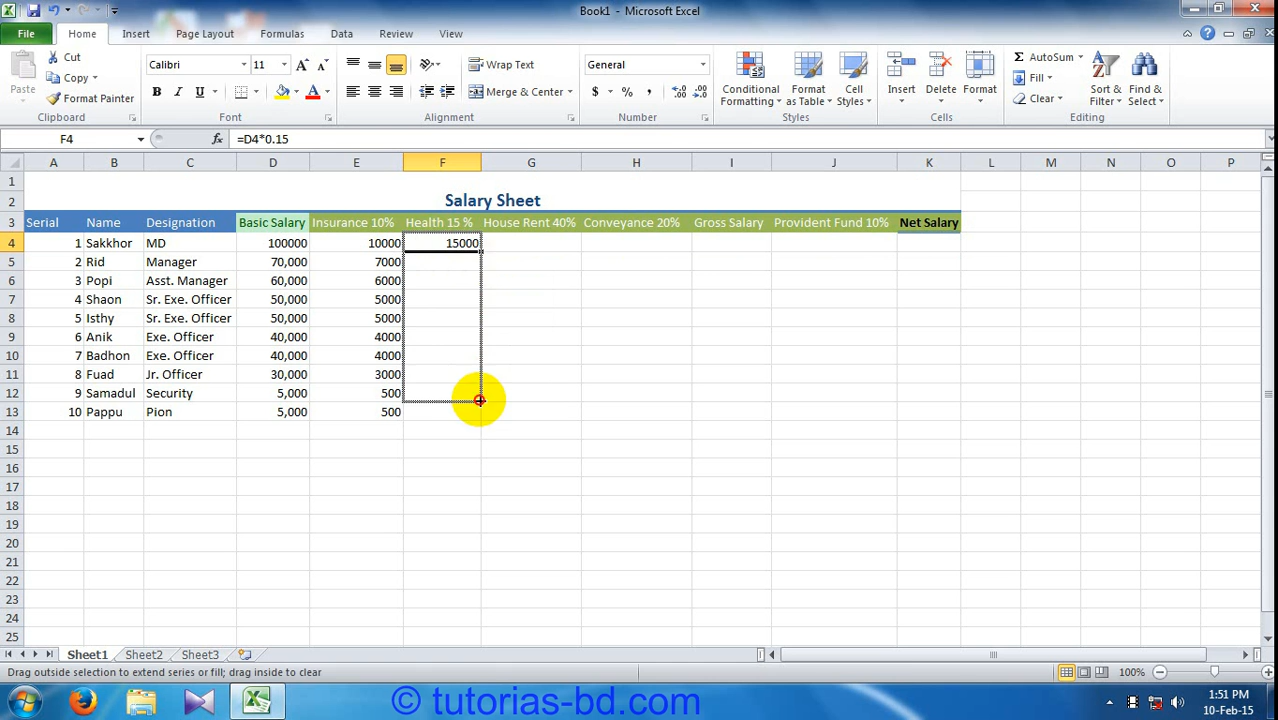 Book1 - Microsoft Excel
File Home Insert Page Layout Formulas Data Review View
Paste
Cut
Copy
Format Painter
Clipboard
Calibri 11
B I U
Font
Wrap Text
Merge & Center
Alignment
General
$ % ,
Number
Conditional Formatting
Format as Table
Cell Styles
Styles
Insert Delete Format
Cells
AutoSum
Fill
Clear
Sort & Filter
Find & Select
Editing
F4 fx =D4*0.15
A B C D E F G H I J K L M N O P
1
2 Salary Sheet
3 Serial Name Designation Basic Salary Insurance 10% Health 15 % House Rent 40% Conveyance 20% Gross Salary Provident Fund 10% Net Salary
4 1 Sakkhor MD 100000 10000 15000
5 2 Rid Manager 70,000 7000
6 3 Popi Asst. Manager 60,000 6000
7 4 Shaon Sr. Exe. Officer 50,000 5000
8 5 Isthy Sr. Exe. Officer 50,000 5000
9 6 Anik Exe. Officer 40,000 4000
10 7 Badhon Exe. Officer 40,000 4000
11 8 Fuad Jr. Officer 30,000 3000
12 9 Samadul Security 5,000 500
13 10 Pappu Pion 5,000 500
14
15
16
17
18
19
20
21
22
23
24
25
Sheet1 Sheet2 Sheet3
Drag outside selection to extend series or fill; drag inside to clear
100%
© tutorias-bd.com
1:51 PM
10-Feb-15